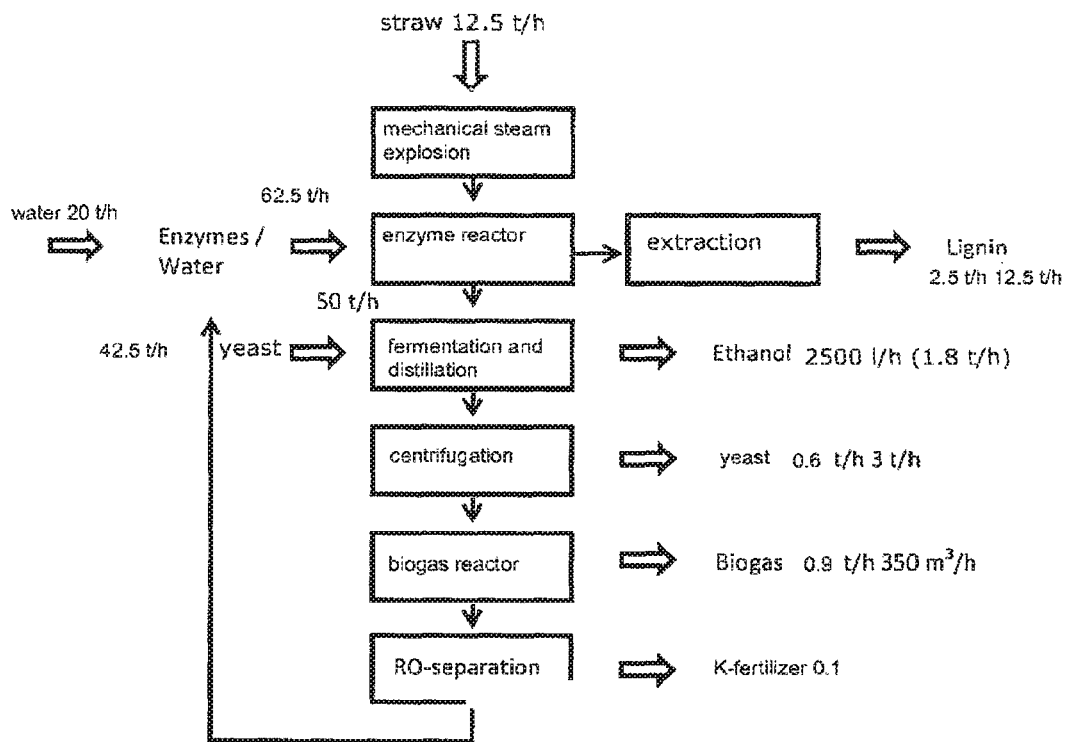 straw 12.5 t/h
mechanical steam
explosion
62.5 t/h
water 20 t/h
Enzymes /
Water
enzyme reactor
extraction
Lignin
2.5 t/h 12.5 t/h
50 t/h
42.5 t/h
yeast
fermentation and
distillation
Ethanol 2500 l/h (1.8 t/h)
centrifugation
yeast 0.6 t/h 3 t/h
biogas reactor
Biogas 0.9 t/h 350 m³/h
RO-separation
K-fertilizer 0.1